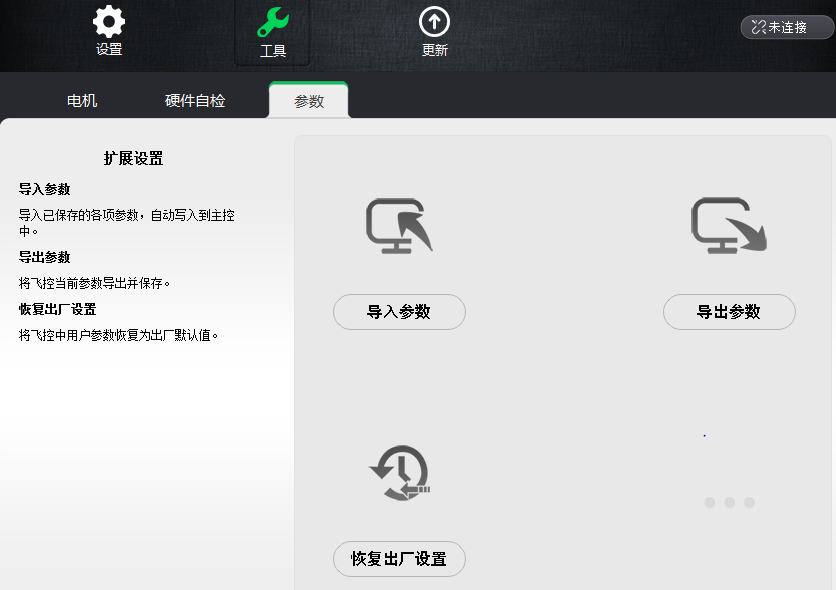 设置
工具
更新
未连接
电机
硬件自检
参数
扩展设置
导入参数
导入已保存的各项参数，自动写入到主控
中。
导出参数
将飞控当前参数导出并保存。
恢复出厂设置
将飞控中用户参数恢复为出厂默认值。
导入参数
导出参数
恢复出厂设置